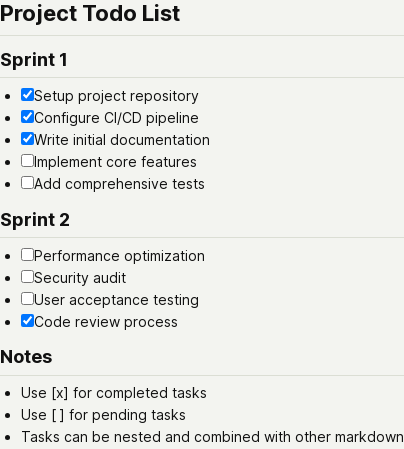 Project Todo List
Sprint 1
Setup project repository
Configure CI/CD pipeline
Write initial documentation
Implement core features
Add comprehensive tests
Sprint 2
Performance optimization
Security audit
User acceptance testing
Code review process
Notes
Use [x] for completed tasks
Use [ ] for pending tasks
Tasks can be nested and combined with other markdown